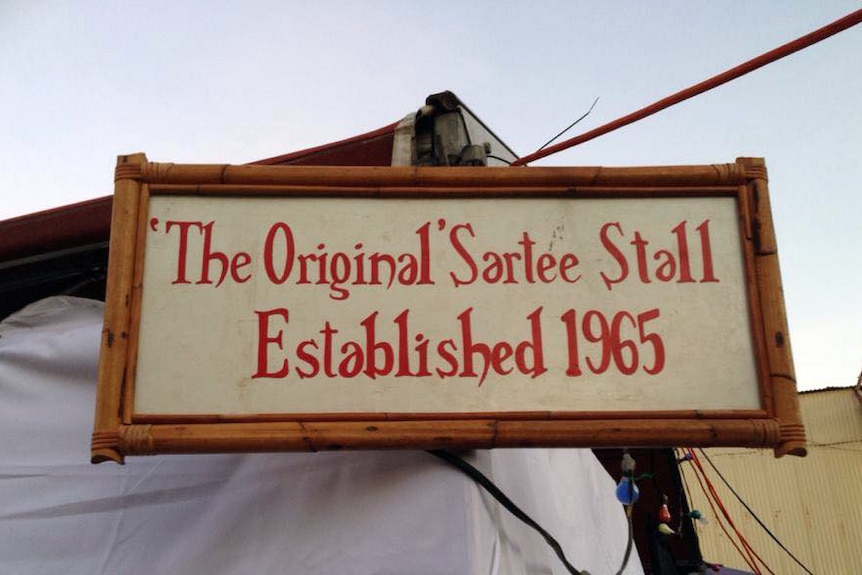 'The Original' Sartee Stall
Established 1965